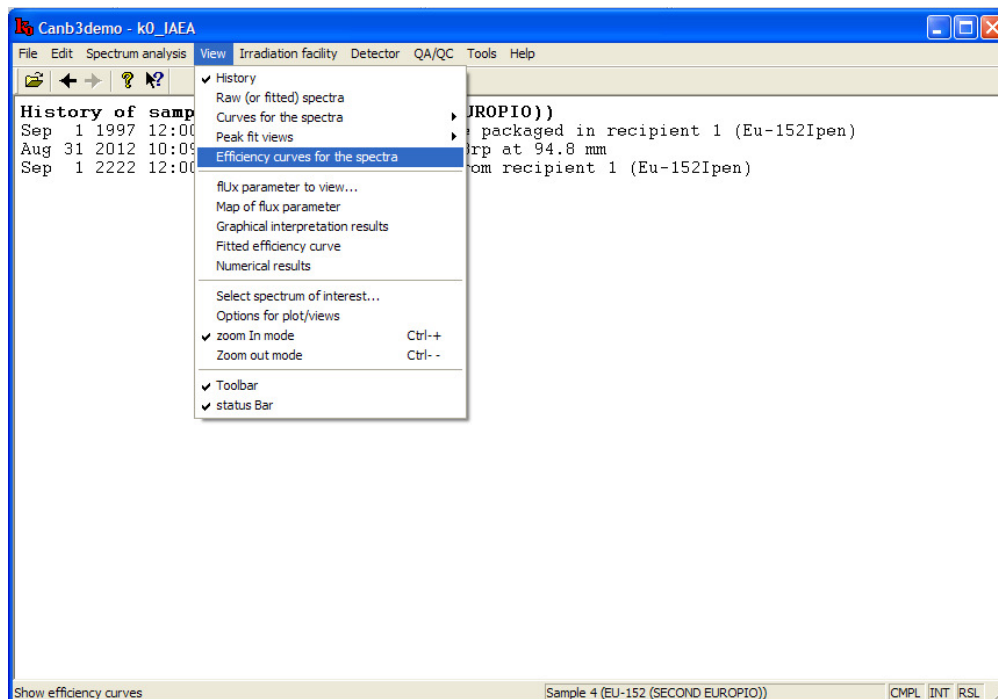 Canb3demo - k0_IAEA
File Edit Spectrum analysis View Irradiation facility Detector QA/QC Tools Help
History of samp UROPIO))
Sep 1 1997 12:00 packaged in recipient 1 (Eu-152Ipen)
Aug 31 2012 10:09 3rp at 94.8 mm
Sep 1 2222 12:00 om recipient 1 (Eu-152Ipen)
History
Raw (or fitted) spectra
Curves for the spectra
Peak fit views
Efficiency curves for the spectra
flUx parameter to view...
Map of flux parameter
Graphical interpretation results
Fitted efficiency curve
Numerical results
Select spectrum of interest...
Options for plot/views
zoom In mode Ctrl-+
Zoom out mode Ctrl- -
Toolbar
status Bar
Show efficiency curves Sample 4 (EU-152 (SECOND EUROPIO)) CMPL INT RSL